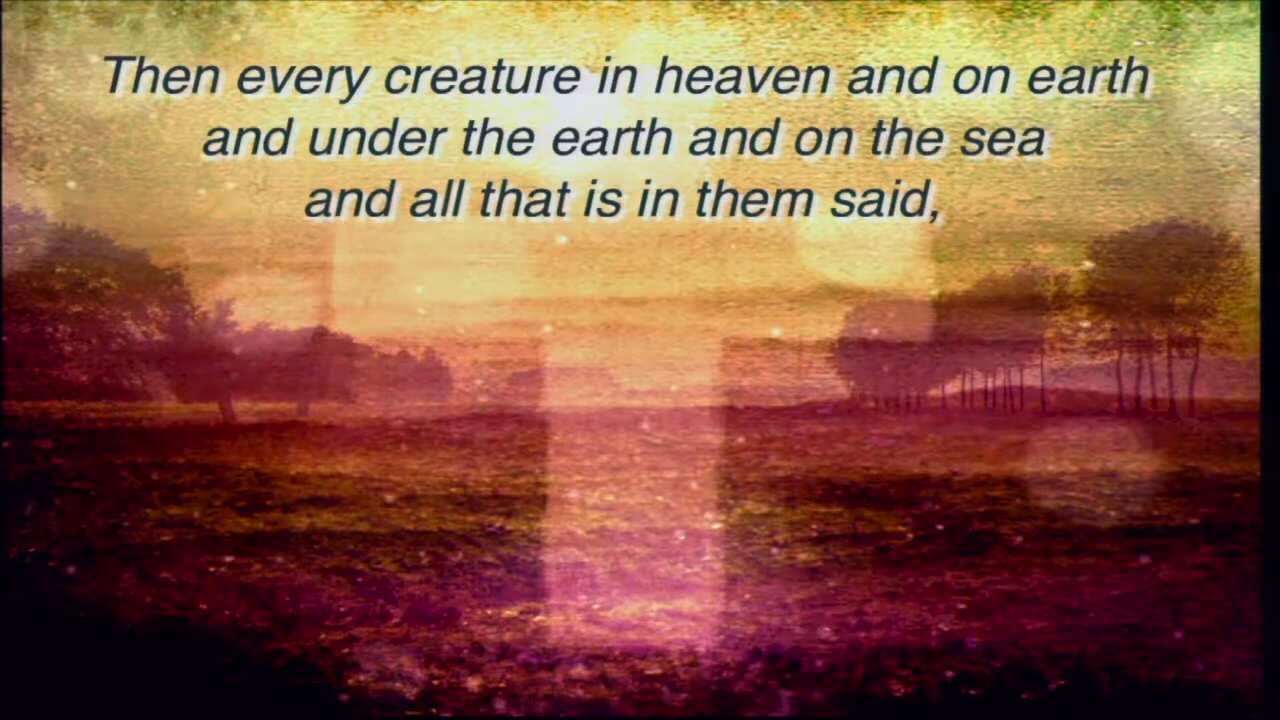 Then every creature in heaven and on earth
and under the earth and on the sea
and all that is in them said,